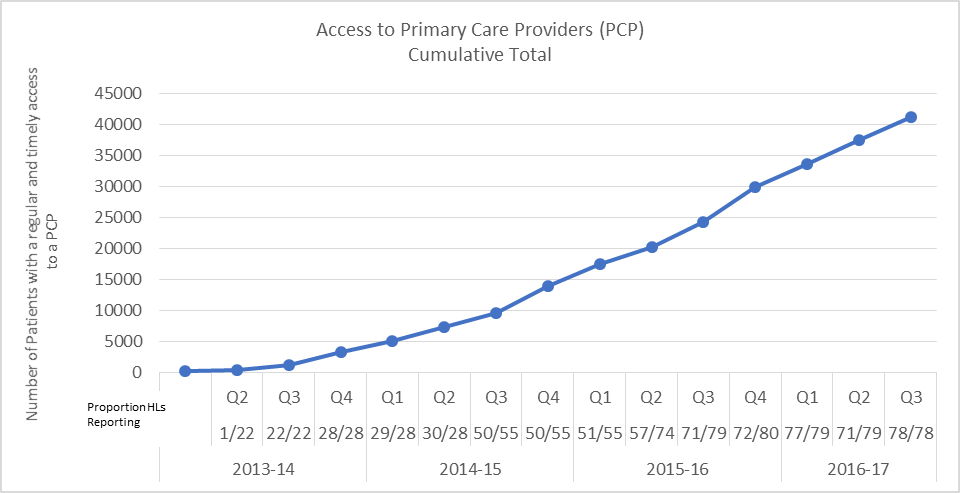 Access to Primary Care Providers (PCP)
Cumulative Total
Number of Patients with a regular and timely access
to a PCP
45000
40000
35000
30000
25000
20000
15000
10000
5000
0
Proportion HLs
Reporting
Q2 Q3 Q4 Q1 Q2 Q3 Q4 Q1 Q2 Q3 Q4 Q1 Q2 Q3
1/22 22/22 28/28 29/28 30/28 50/55 50/55 51/55 57/74 71/79 72/80 77/79 71/79 78/78
2013-14 2014-15 2015-16 2016-17